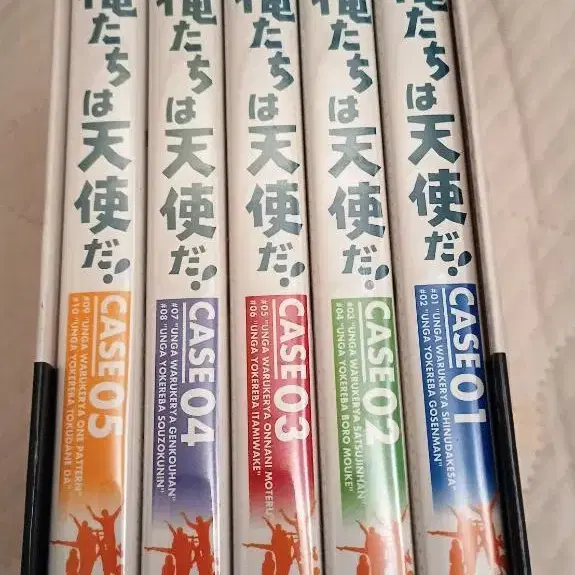 俺たちは天使だ!
CASE 05
#09 "UNGA WARUKERYA ONE PATTERN"
#10 "UNGA YOKEREBA TOKUDANE DA"
俺たちは天使だ!
CASE 04
#07 "UNGA WARUKERYA GENKOUHAN"
#08 "UNGA YOKEREBA SOUZOKUNIN"
俺たちは天使だ!
CASE 03
#05 "UNGA WARUKERYA ONNANI MOTERU"
#06 "UNGA YOKEREBA ITAMIWAKE"
俺たちは天使だ!
CASE 02
#03 "UNGA WARUKERYA SATSUJINHAN"
#04 "UNGA YOKEREBA BORO MOUKE"
俺たちは天使だ!
CASE 01
#01 "UNGA WARUKERYA SHINUDAKESA"
#02 "UNGA YOKEREBA GOSENMAN"